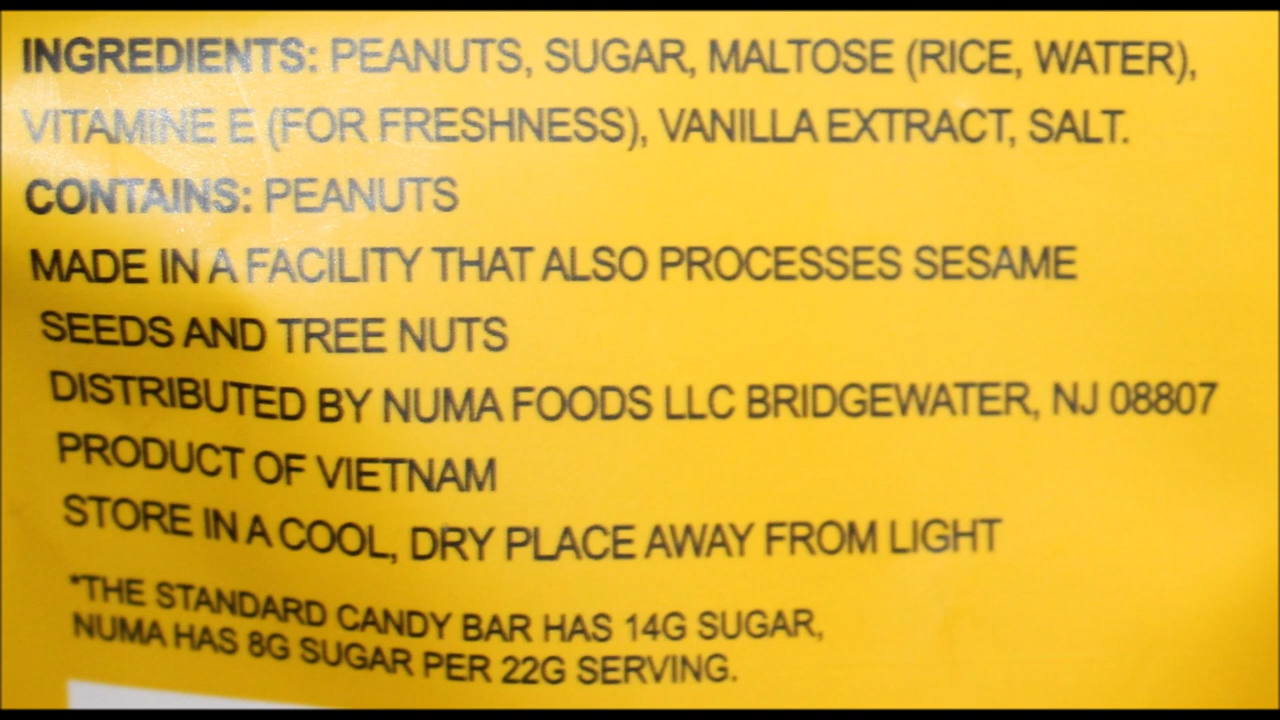 INGREDIENTS: PEANUTS, SUGAR, MALTOSE (RICE, WATER),
VITAMINE E (FOR FRESHNESS), VANILLA EXTRACT, SALT.
CONTAINS: PEANUTS
MADE IN A FACILITY THAT ALSO PROCESSES SESAME
SEEDS AND TREE NUTS
DISTRIBUTED BY NUMA FOODS LLC BRIDGEWATER, NJ 08807
PRODUCT OF VIETNAM
STORE IN A COOL, DRY PLACE AWAY FROM LIGHT
*THE STANDARD CANDY BAR HAS 14G SUGAR,
NUMA HAS 8G SUGAR PER 22G SERVING.